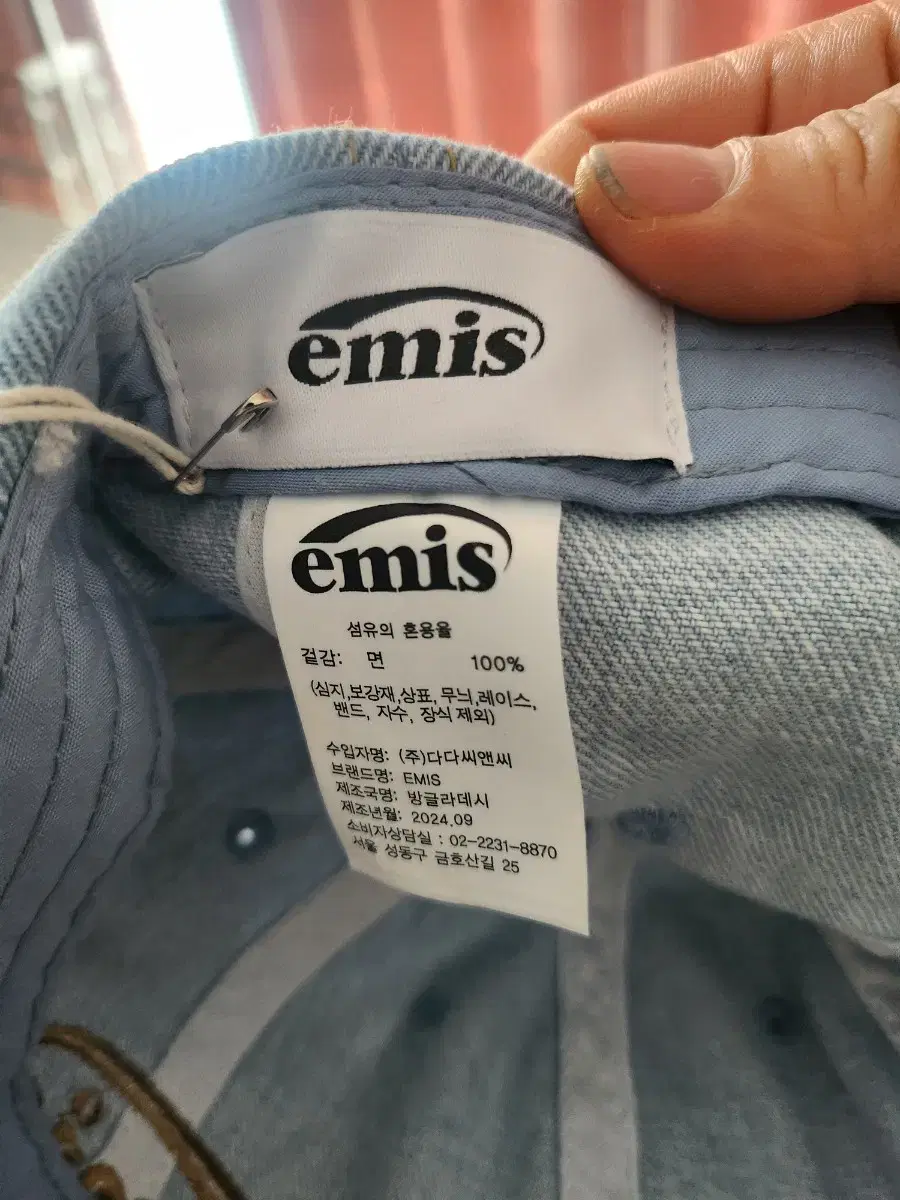 emis
emis
섬유의 혼용율
겉감: 면 100%
(심지,보강재,상표,무늬,레이스,
밴드, 자수, 장식 제외)
수입자명: (주)다다씨앤씨
브랜드명: EMIS
제조국명: 방글라데시
제조년월: 2024.09
소비자상담실 : 02-2231-8870
서울 성동구 금호산길 25